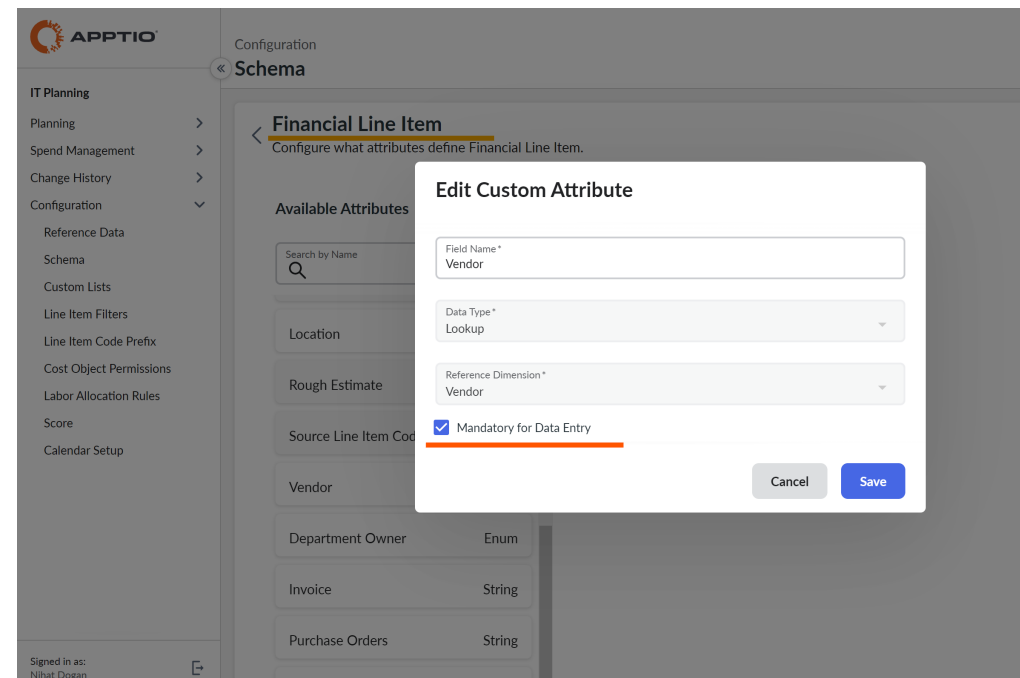 APPTIO
IT Planning
Planning
Spend Management
Change History
Configuration
Reference Data
Schema
Custom Lists
Line Item Filters
Line Item Code Prefix
Cost Object Permissions
Labor Allocation Rules
Score
Calendar Setup
Signed in as:
Nihat Dogan
Configuration
Schema
Financial Line Item
Configure what attributes define Financial Line Item.
Available Attributes
Search by Name
Location
Rough Estimate
Source Line Item Cod
Vendor
Department Owner Enum
Invoice String
Purchase Orders String
Edit Custom Attribute
Field Name *
Vendor
Data Type *
Lookup
Reference Dimension *
Vendor
Mandatory for Data Entry
Cancel Save